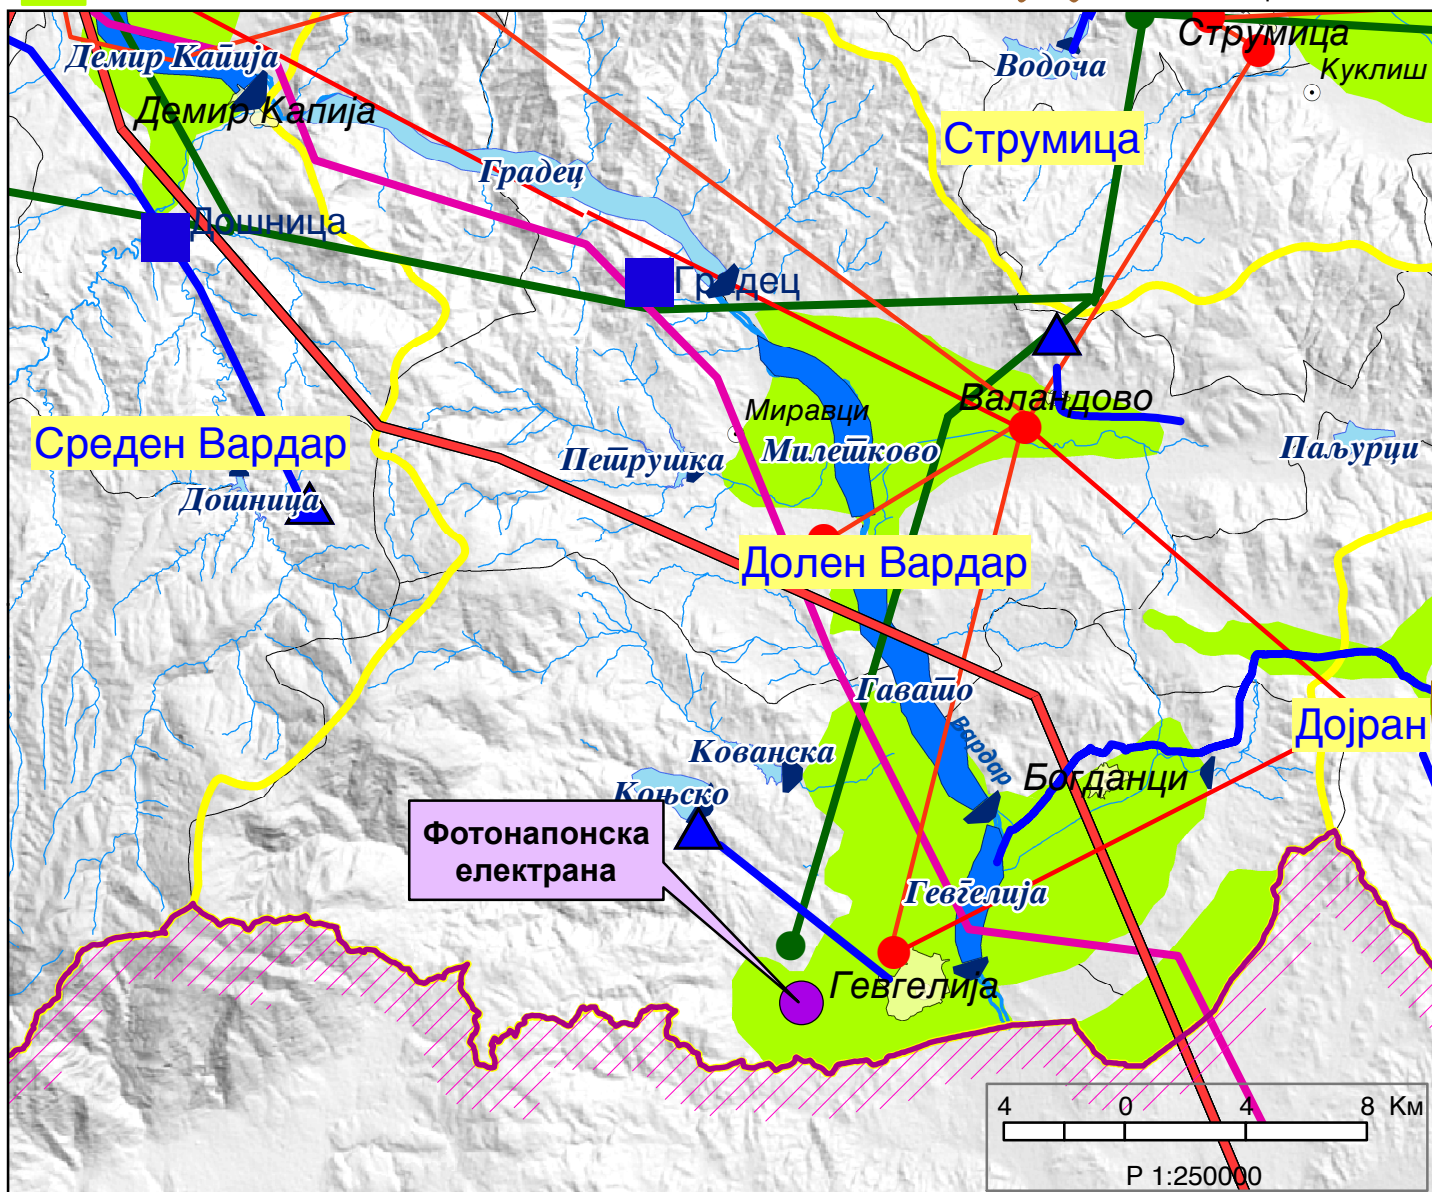 Демир Капија
Демир Капија
Водоча
Струмица
Куклиш
Струмица
Градец
Дошница
Градец
Валандово
Миравци
Милетково
Паљурци
Среден Вардар
Петрушка
Дошница
Долен Вардар
Гавато
Вардар
Дојран
Кованска
Богданци
Коњско
Фотонапонска
електрана
Гевгелија
Гевгелија
4 0 4 8 Км
Р 1:250000